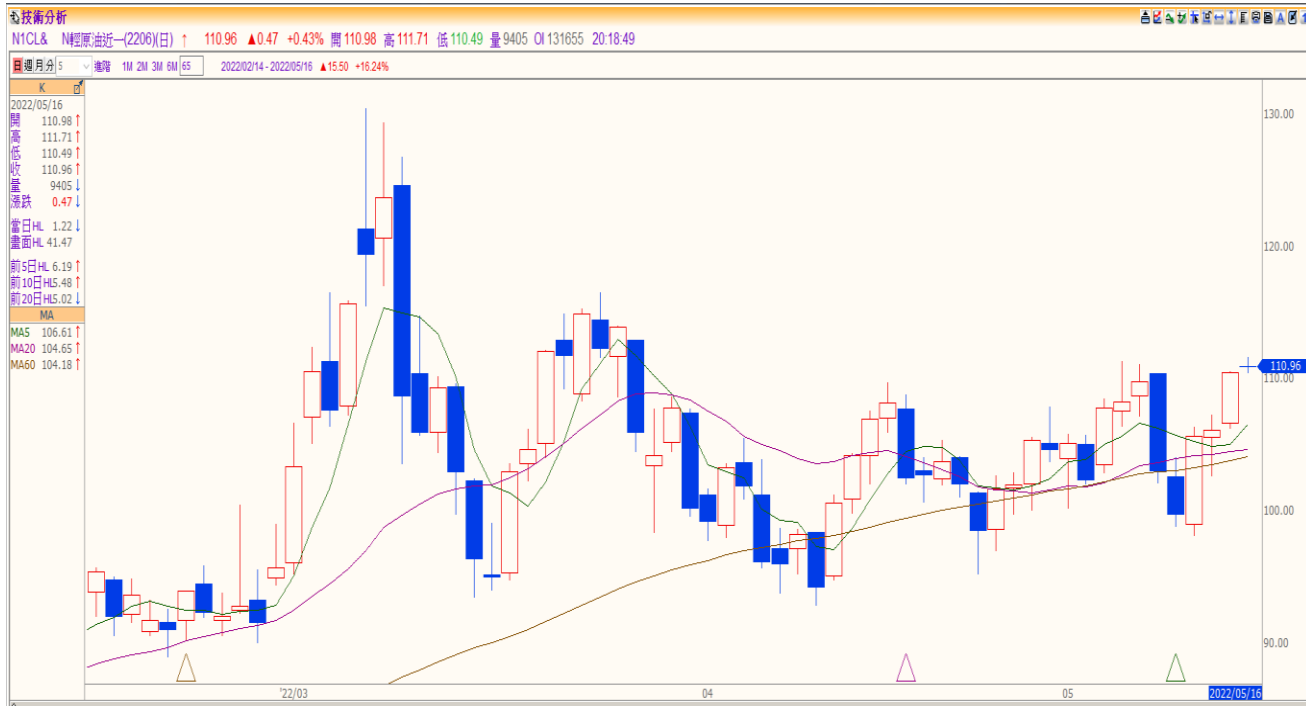 技術分析
N1CL& N輕原油近一(2206)(日) ↑ 110.96 ▲0.47 +0.43% 開 110.98 高 111.71 低 110.49 量 9405 OI 131655 20:18:49
日 週 月 分 5 進階 1M 2M 3M 6M 65 2022/02/14 - 2022/05/16 ▲15.50 +16.24%
K
2022/05/16
開 110.98 ↑
高 111.71 ↑
低 110.49 ↑
收 110.96 ↑
量 9405 ↓
漲跌 0.47 ↓
當日HL 1.22 ↓
畫面HL 41.47
前5日HL 6.19 ↑
前10日HL5.48 ↑
前20日HL5.02 ↓
MA
MA5 106.61 ↑
MA20 104.65 ↑
MA60 104.18 ↑
130.00
120.00
110.96
110.00
100.00
90.00
'22/03 04 05 2022/05/16